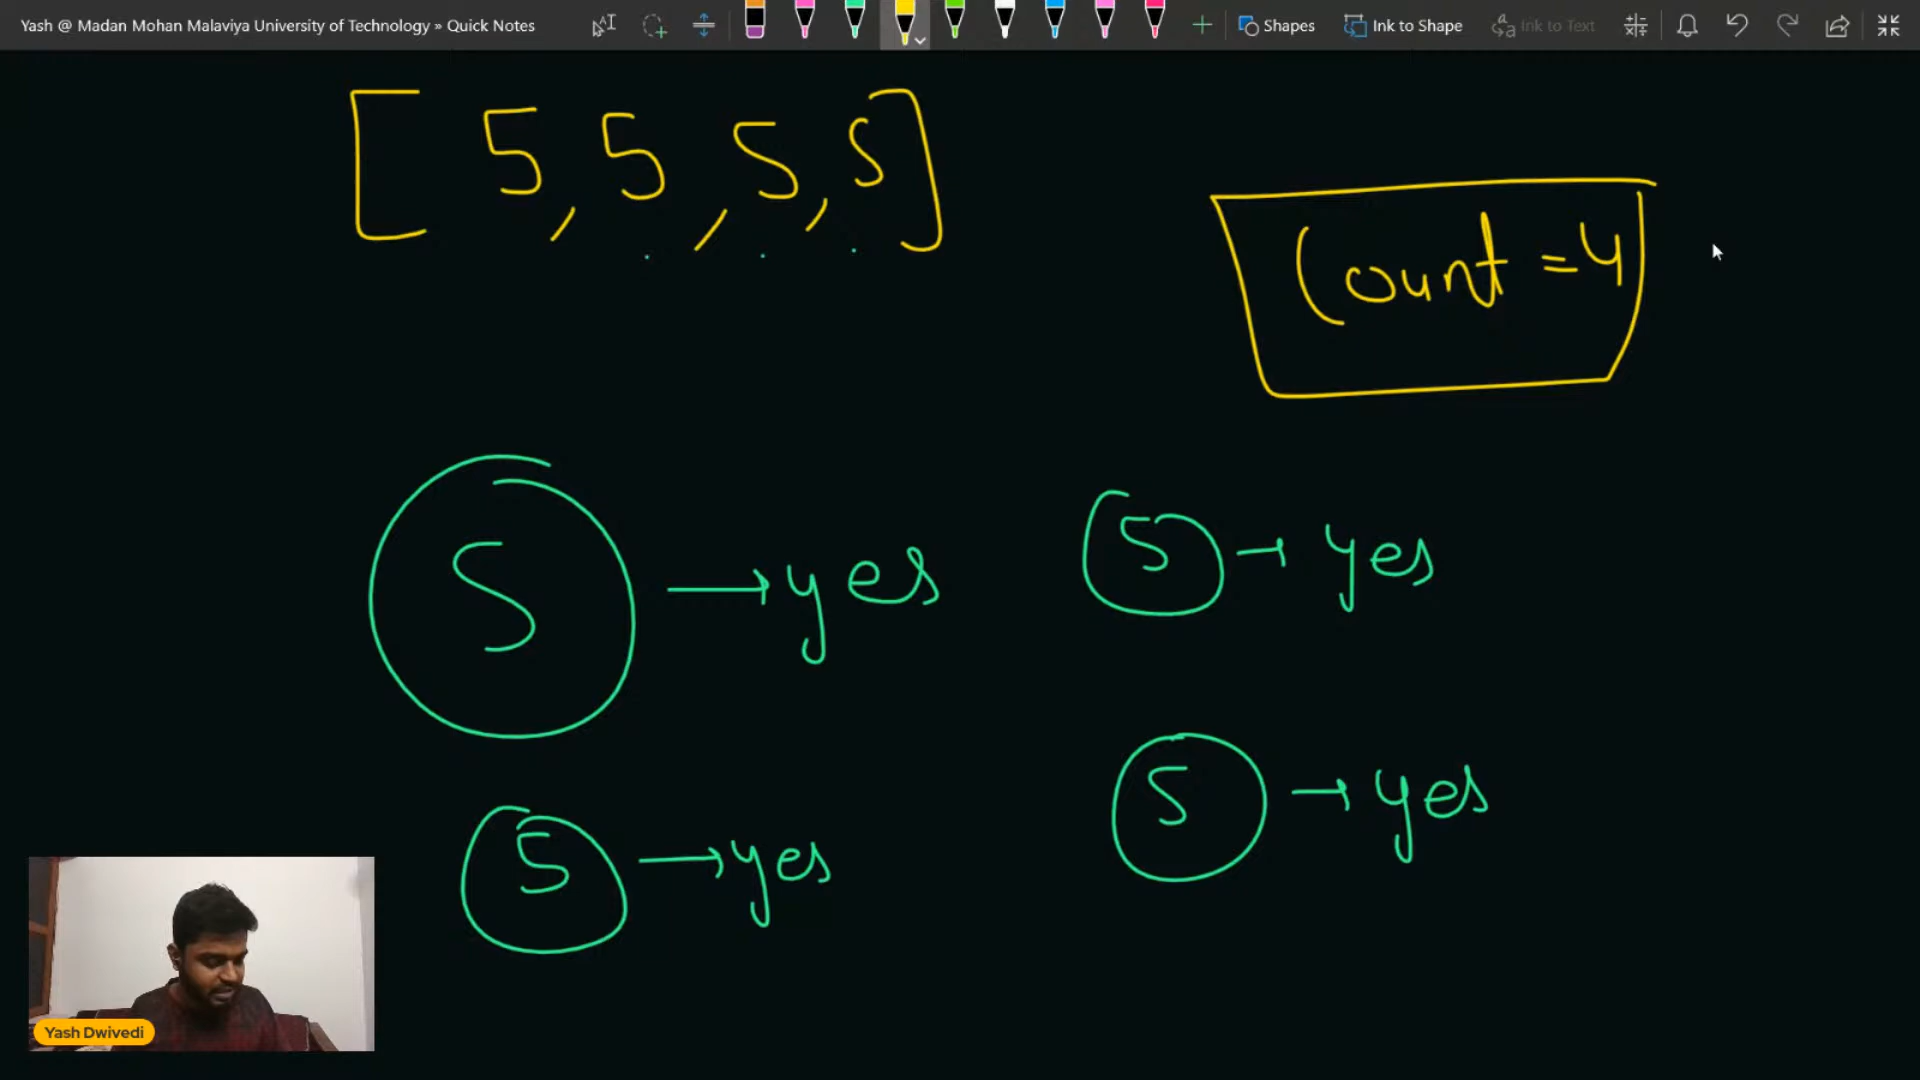 Yash @ Madan Mohan Malaviya University of Technology » Quick Notes
Shapes
Ink to Shape
Ink to Text
[ 5, 5, 5, 5]
Count = 4
5 → yes
5 → yes
5 → yes
5 → yes
Yash Dwivedi